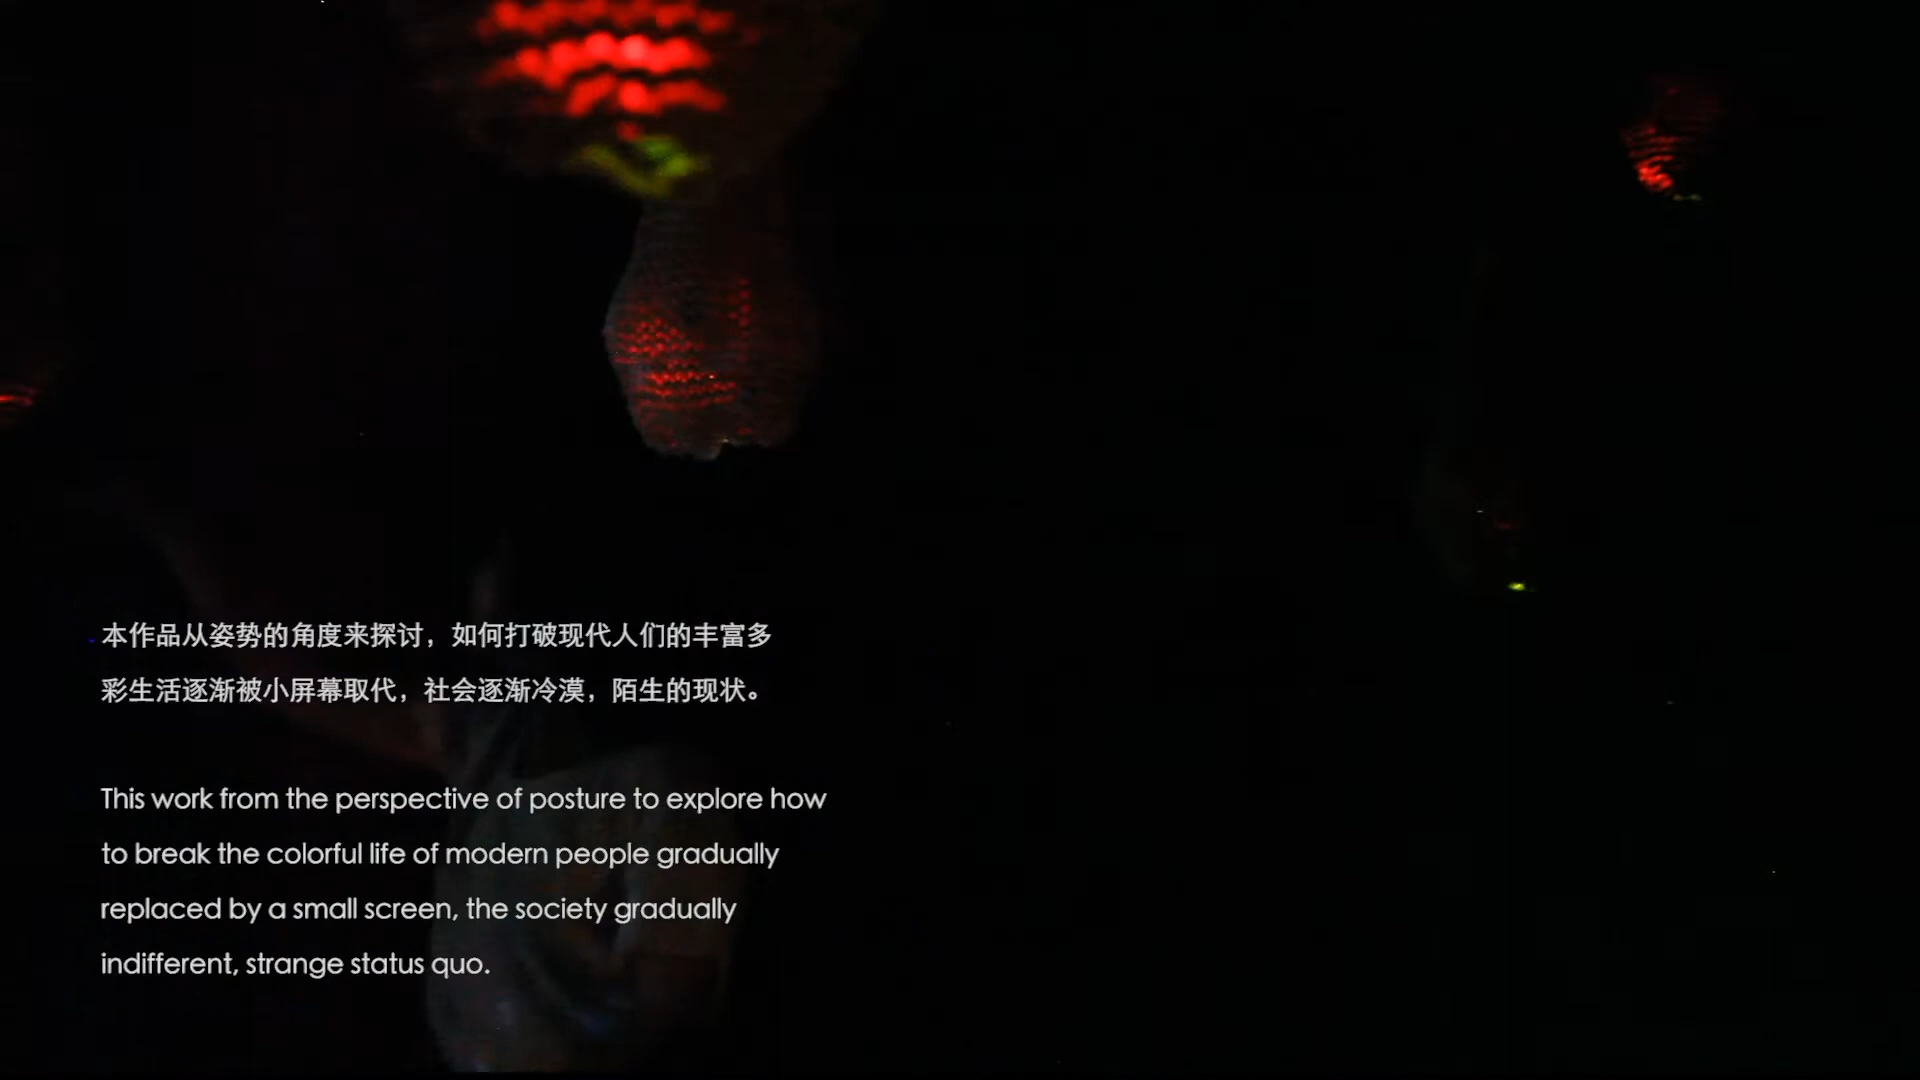 本作品从姿势的角度来探讨，如何打破现代人们的丰富多
彩生活逐渐被小屏幕取代，社会逐渐冷漠，陌生的现状。
This work from the perspective of posture to explore how
to break the colorful life of modern people gradually
replaced by a small screen, the society gradually
indifferent, strange status quo.